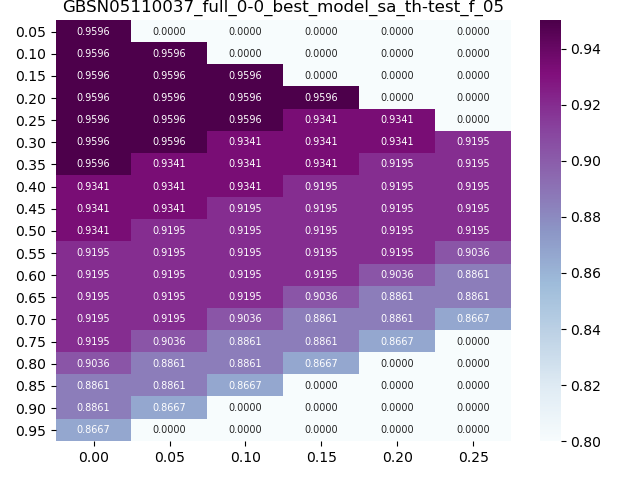 GBSN05110037_full_0-0_best_model_sa_th-test_f_05
0.05 0.9596 0.0000 0.0000 0.0000 0.0000 0.0000
0.10 0.9596 0.9596 0.0000 0.0000 0.0000 0.0000
0.15 0.9596 0.9596 0.9596 0.0000 0.0000 0.0000
0.20 0.9596 0.9596 0.9596 0.9596 0.0000 0.0000
0.25 0.9596 0.9596 0.9596 0.9341 0.9341 0.0000
0.30 0.9596 0.9596 0.9341 0.9341 0.9341 0.9195
0.35 0.9596 0.9341 0.9341 0.9341 0.9195 0.9195
0.40 0.9341 0.9341 0.9341 0.9195 0.9195 0.9195
0.45 0.9341 0.9341 0.9195 0.9195 0.9195 0.9195
0.50 0.9341 0.9195 0.9195 0.9195 0.9195 0.9195
0.55 0.9195 0.9195 0.9195 0.9195 0.9195 0.9036
0.60 0.9195 0.9195 0.9195 0.9195 0.9036 0.8861
0.65 0.9195 0.9195 0.9195 0.9036 0.8861 0.8861
0.70 0.9195 0.9195 0.9036 0.8861 0.8861 0.8667
0.75 0.9195 0.9036 0.8861 0.8861 0.8667 0.0000
0.80 0.9036 0.8861 0.8861 0.8667 0.0000 0.0000
0.85 0.8861 0.8861 0.8667 0.0000 0.0000 0.0000
0.90 0.8861 0.8667 0.0000 0.0000 0.0000 0.0000
0.95 0.8667 0.0000 0.0000 0.0000 0.0000 0.0000
0.00 0.05 0.10 0.15 0.20 0.25
0.94
0.92
0.90
0.88
0.86
0.84
0.82
0.80